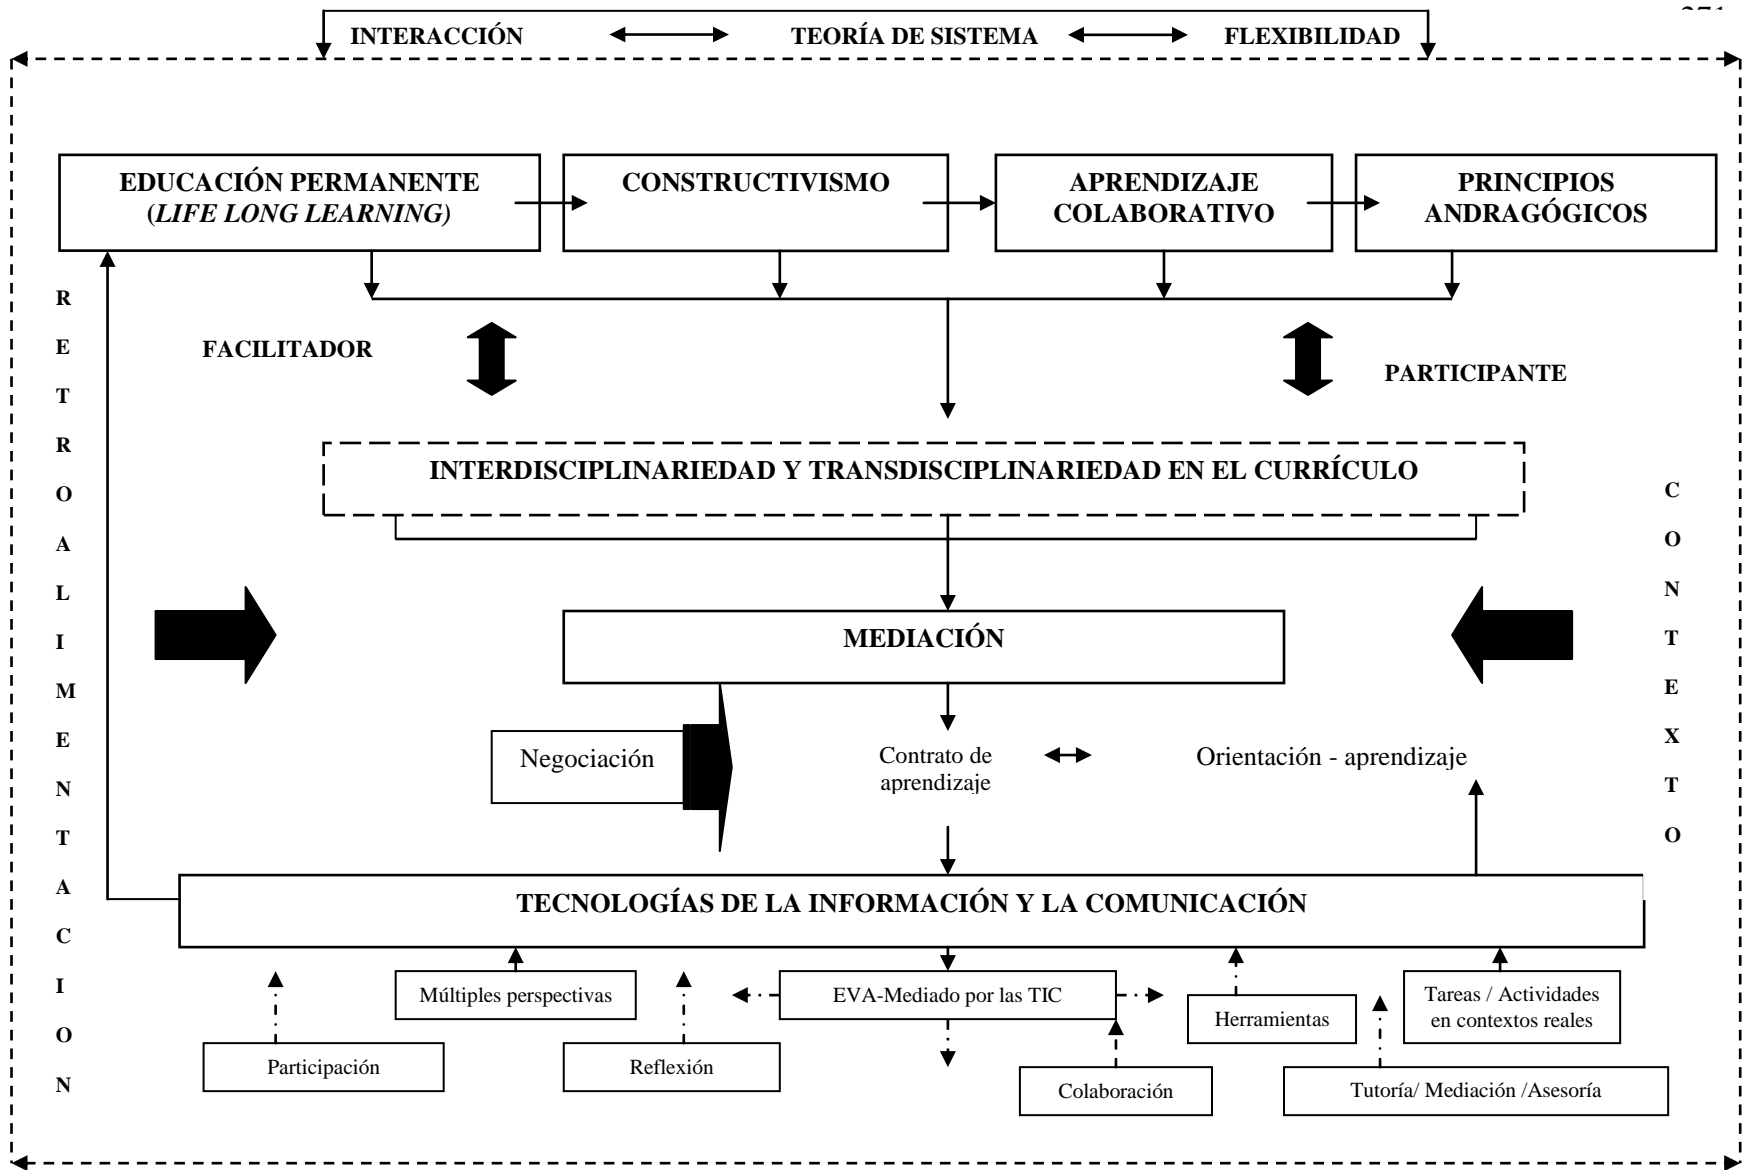 INTERACCIÓN TEORÍA DE SISTEMA FLEXIBILIDAD
EDUCACIÓN PERMANENTE
(LIFE LONG LEARNING)
CONSTRUCTIVISMO
APRENDIZAJE
COLABORATIVO
PRINCIPIOS
ANDRAGÓGICOS
RETROALIMENTACION
FACILITADOR
PARTICIPANTE
INTERDISCIPLINARIEDAD Y TRANSDISCIPLINARIEDAD EN EL CURRÍCULO
CONTEXTO
MEDIACIÓN
Negociación
Contrato de
aprendizaje
Orientación - aprendizaje
TECNOLOGÍAS DE LA INFORMACIÓN Y LA COMUNICACIÓN
Múltiples perspectivas
EVA-Mediado por las TIC
Herramientas
Tareas / Actividades
en contextos reales
Participación
Reflexión
Colaboración
Tutoría/ Mediación /Asesoría